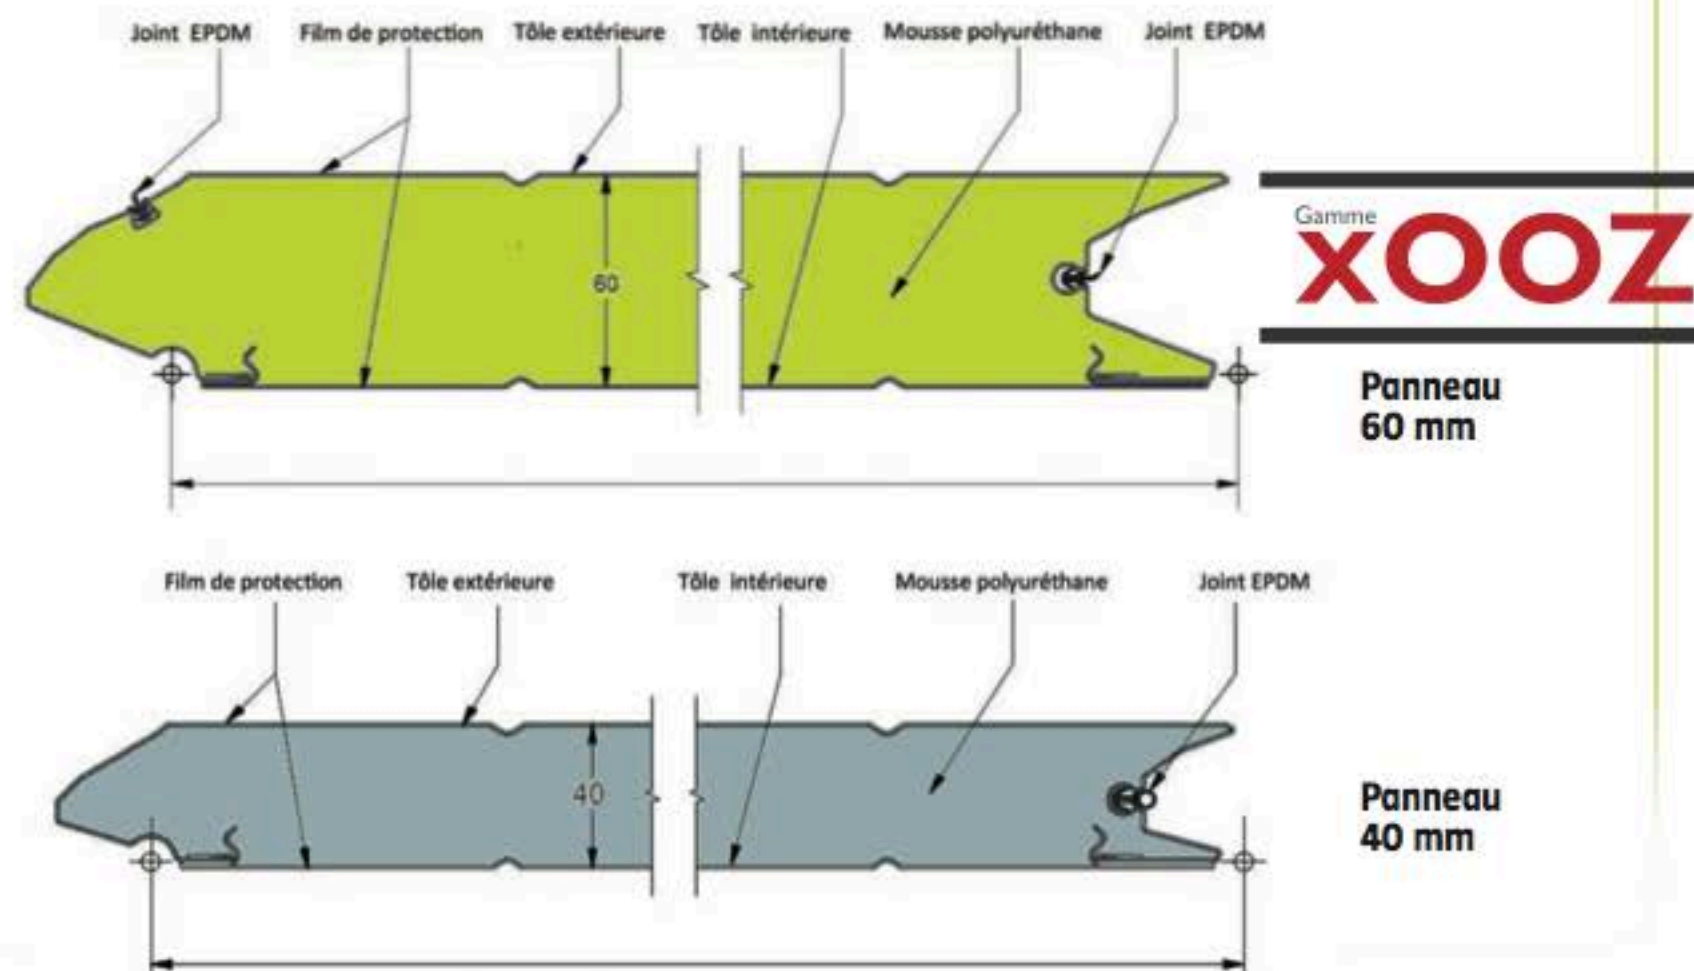 Joint EPDM
Film de protection
Tôle extérieure
Tôle intérieure
Mousse polyuréthane
Joint EPDM
60
Gamme
xOOZ
Panneau
60 mm
Film de protection
Tôle extérieure
Tôle intérieure
Mousse polyuréthane
Joint EPDM
40
Panneau
40 mm